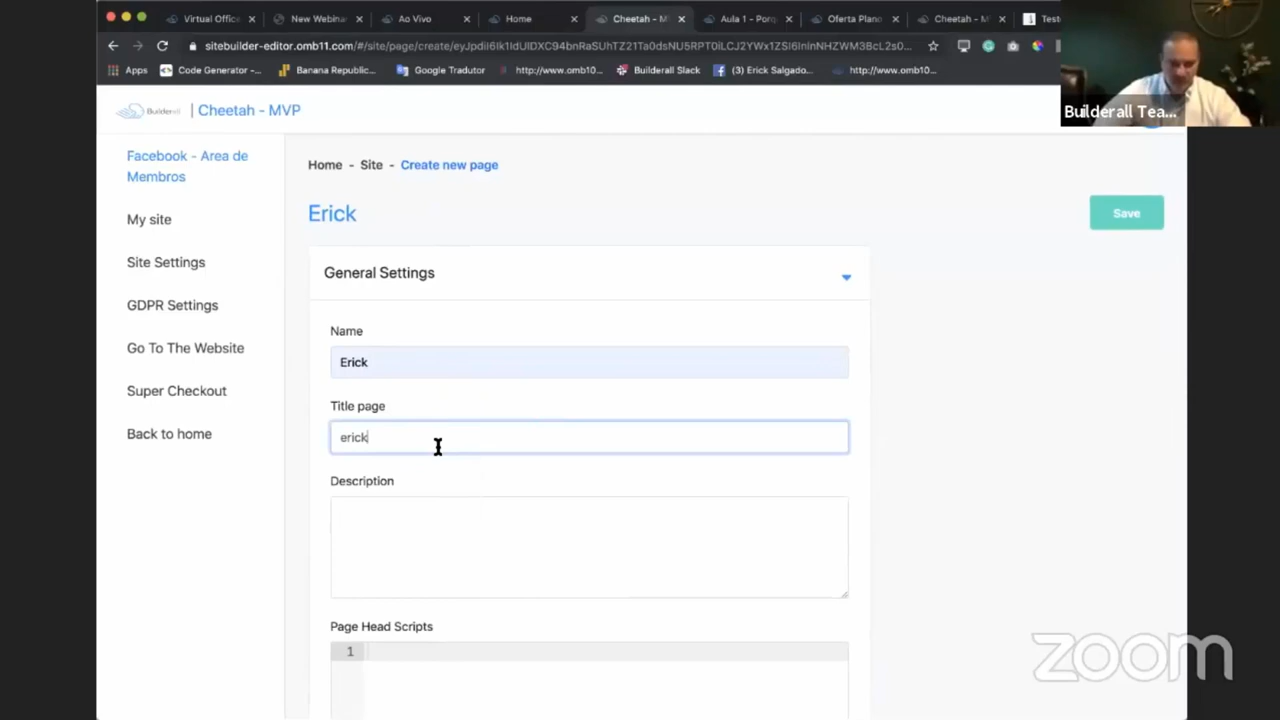 Virtual Office
New Webina
Ao Vivo
Home
Cheetah - M
Aula 1 - Porq
Oferta Plano
Cheetah - M
Test
sitebuilder-editor.omb11.com/#/site/page/create/
Apps
Code Generator -...
Banana Republic...
Google Tradutor
http://www.omb10...
Builderall Slack
(3) Erick Salgado...
http://www.omb10...
Builderall Tea...
Builderall
| Cheetah - MVP
Facebook - Area de
Membros
My site
Site Settings
GDPR Settings
Go To The Website
Super Checkout
Back to home
Home - Site - Create new page
Erick
Save
General Settings
Name
Erick
Title page
erick
Description
Page Head Scripts
1
zoom